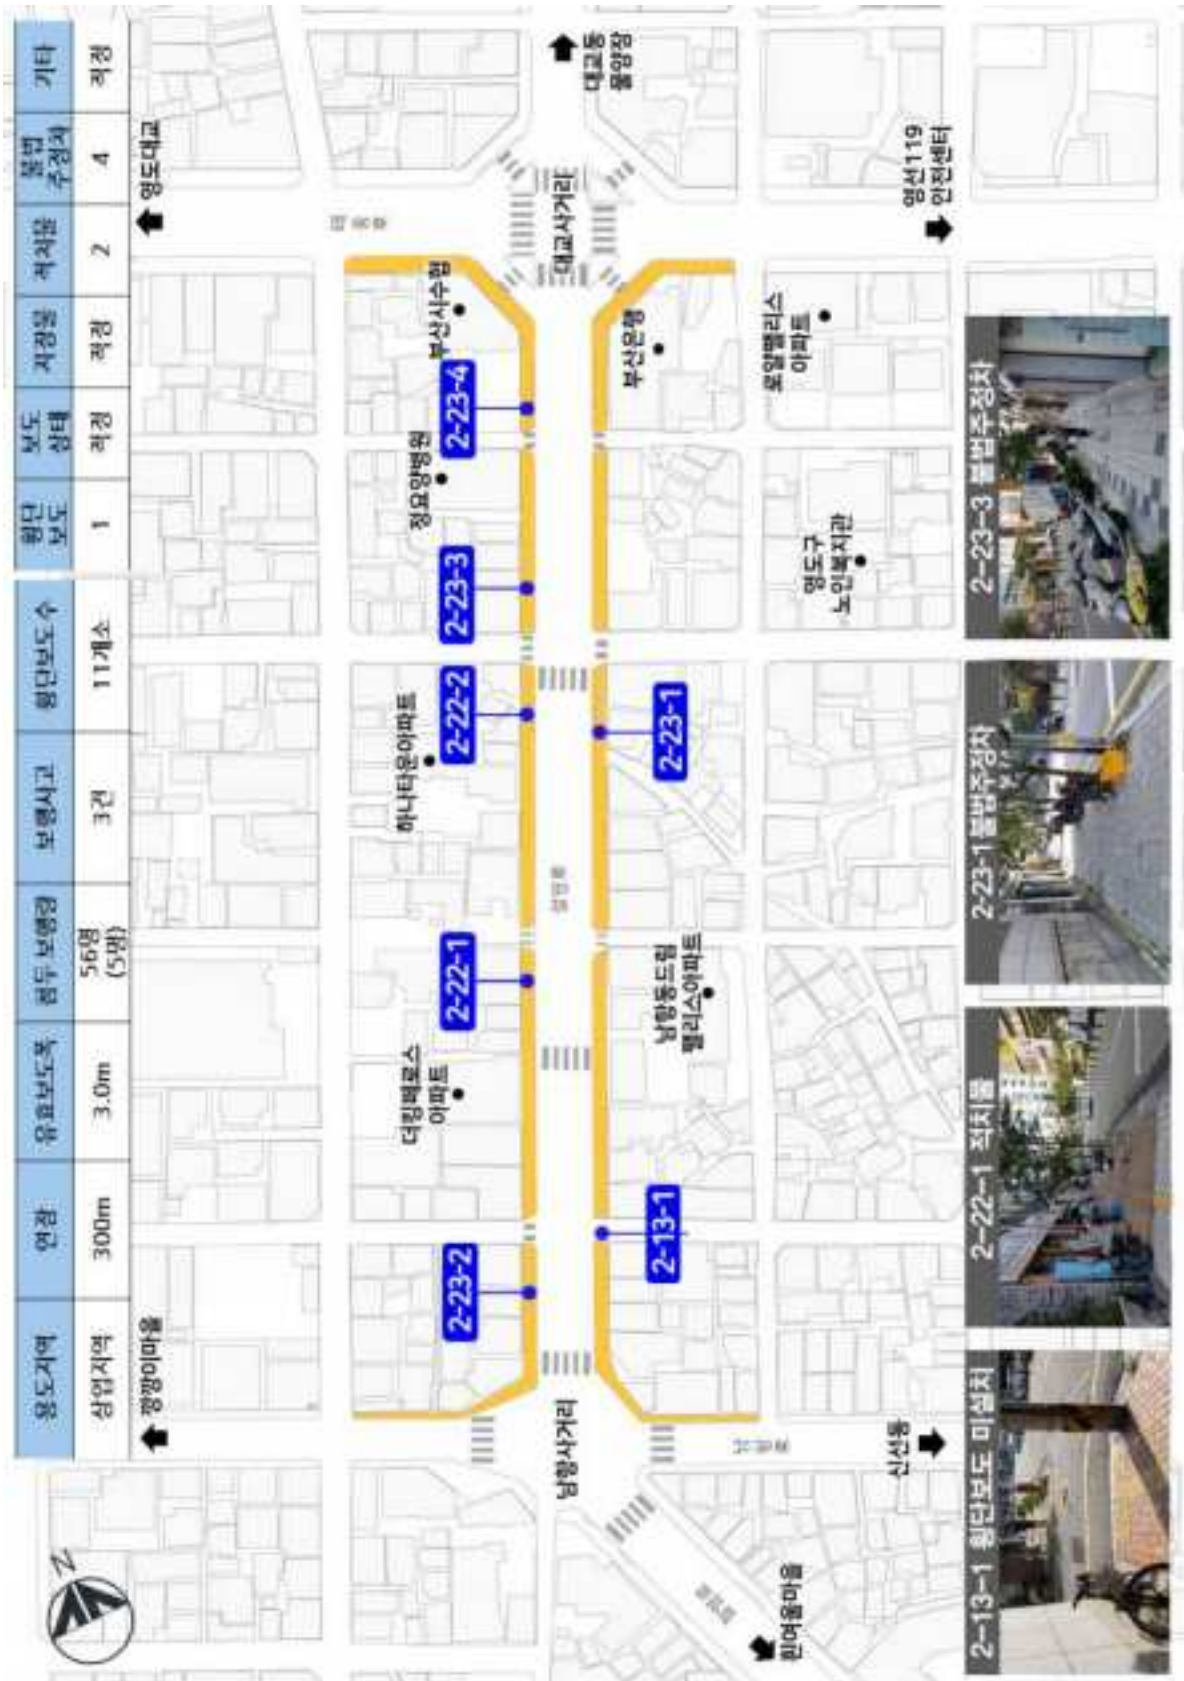 용도지역 연장 유효보도폭 첨두 보행량 보행사고 횡단보도수 횡단
보도 보도
상태 지장물 적치물 불법
주정차 기타
상업지역 300m 3.0m 56명
(5명) 3건 11개소 1 적정 적정 2 4 적정
깡깡이마을
영도대교
N
더킹페로스
아파트
하나타운아파트
정요양병원
부산시수협
2-23-2
2-22-1
2-22-2
2-23-3
2-23-4
남항사거리
대교사거리
대교동
물양장
2-13-1
2-23-1
남항동드림
팰리스아파트
부산은행
영도구
노인복지관
로얄팰리스
아파트
흰여울마을
신선동
영선119
안전센터
2-13-1 횡단보도 미설치
2-22-1 적치물
2-23-1 불법주정차
2-23-3 불법주정차